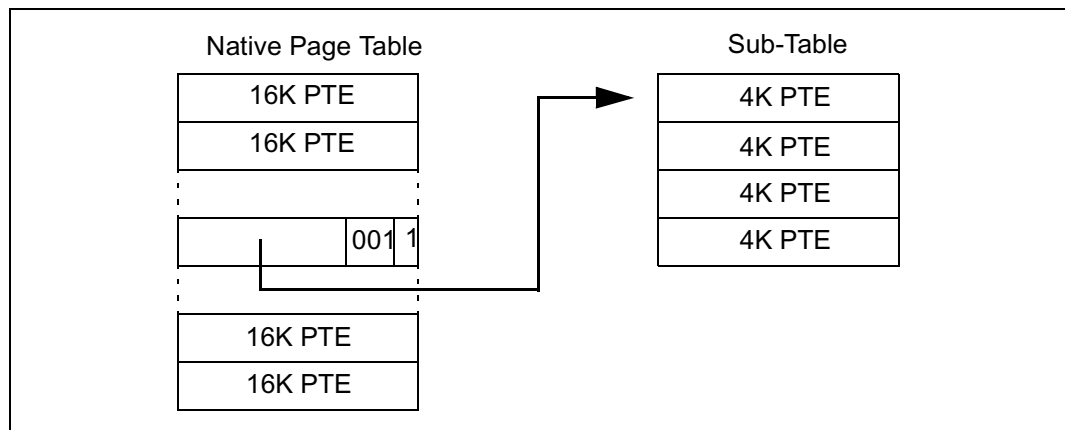 Native Page Table
16K PTE
16K PTE
001 1
16K PTE
16K PTE
Sub-Table
4K PTE
4K PTE
4K PTE
4K PTE